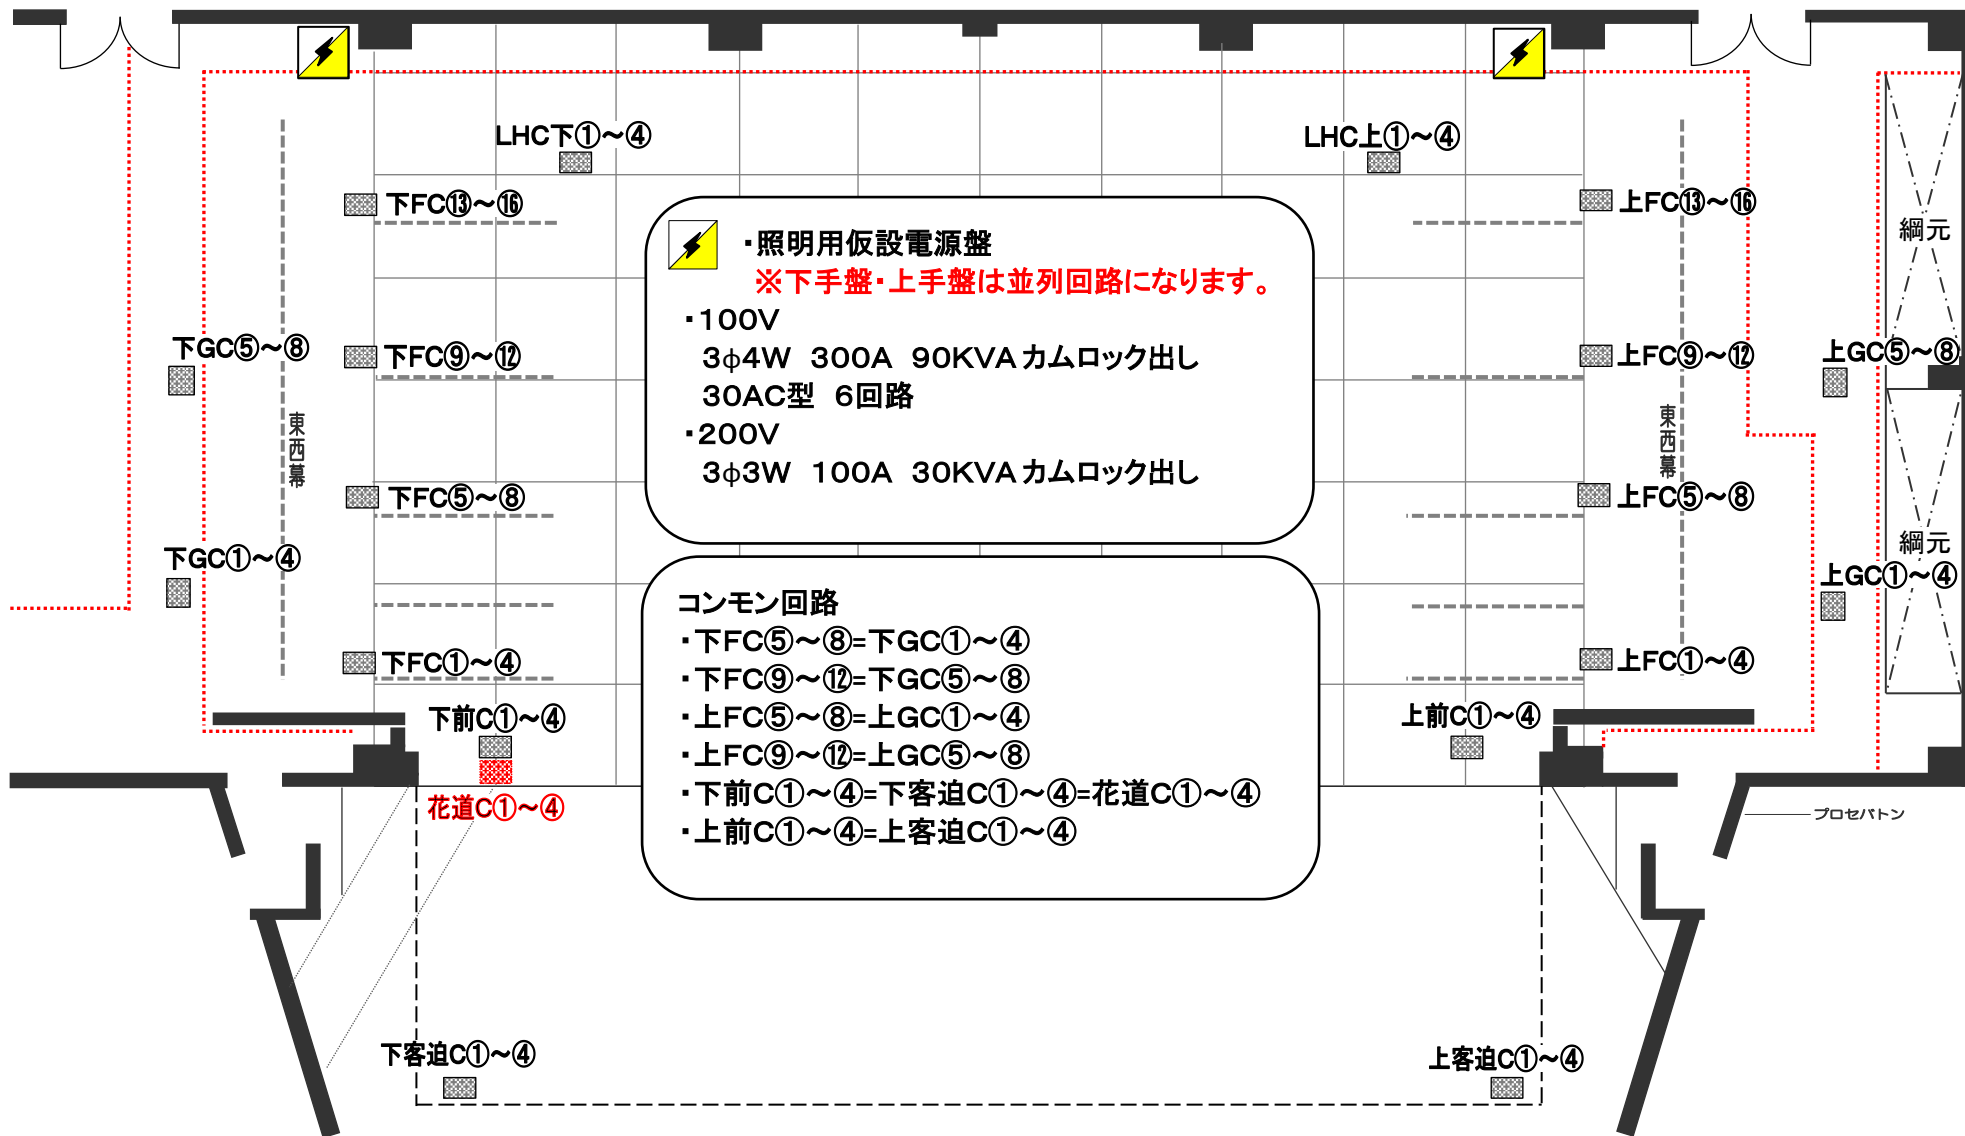 LHC下①～④
LHC上①～④
下FC⑬～⑯
上FC⑬～⑯
綱元
・照明用仮設電源盤
※下手盤・上手盤は並列回路になります。
・100V
3φ4W 300A 90KVAカムロック出し
30AC型 6回路
・200V
3φ3W 100A 30KVAカムロック出し
下GC⑤～⑧
下FC⑨～⑫
上FC⑨～⑫
上GC⑤～⑧
東西幕
東西幕
下FC⑤～⑧
上FC⑤～⑧
綱元
下GC①～④
上GC①～④
コンモン回路
・下FC⑤～⑧=下GC①～④
・下FC⑨～⑫=下GC⑤～⑧
・上FC⑤～⑧=上GC①～④
・上FC⑨～⑫=上GC⑤～⑧
・下前C①～④=下客迫C①～④=花道C①～④
・上前C①～④=上客迫C①～④
下FC①～④
上FC①～④
下前C①～④
上前C①～④
花道C①～④
プロセバトン
下客迫C①～④
上客迫C①～④